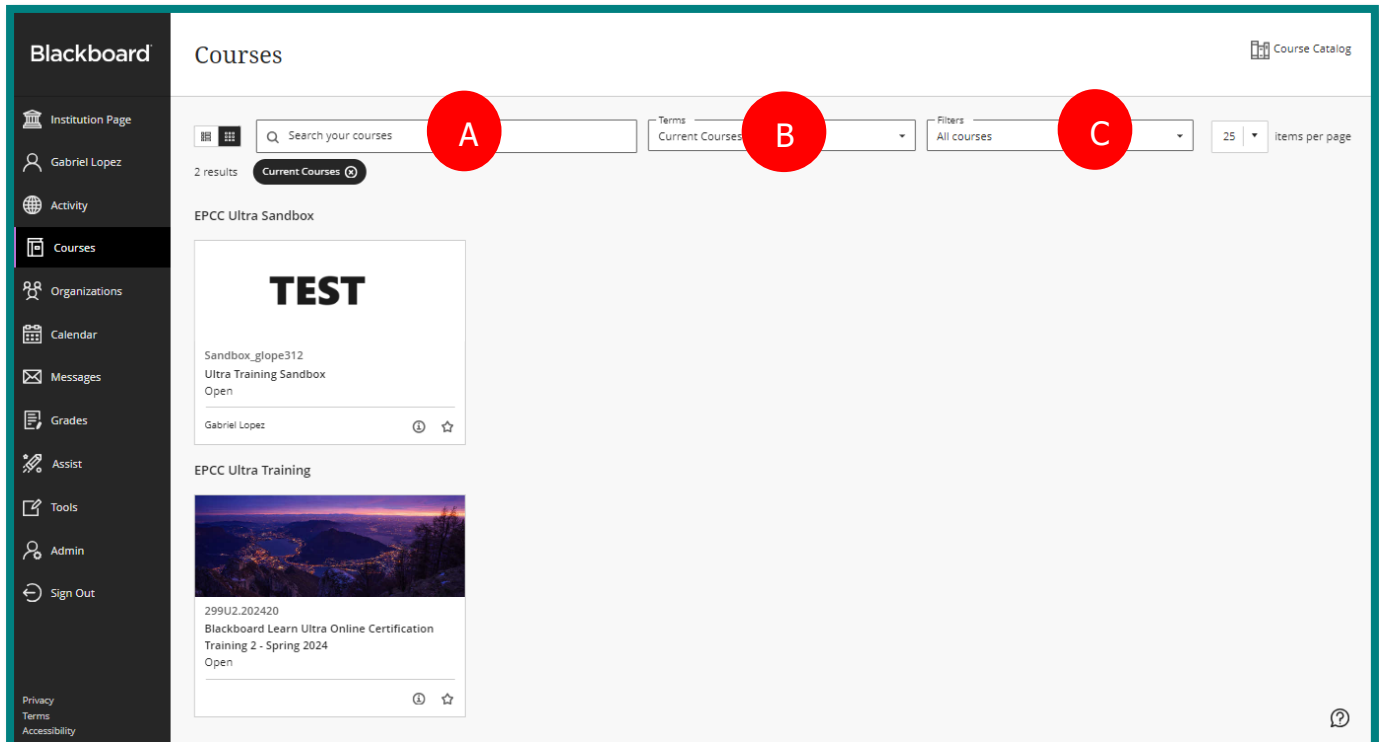 Blackboard
Institution Page
Gabriel Lopez
Activity
Courses
Organizations
Calendar
Messages
Grades
Assist
Tools
Admin
Sign Out
Privacy
Terms
Accessibility
Courses
Course Catalog
Search your courses
A
Terms
Current Courses
B
Filters
All courses
C
25
items per page
2 results
Current Courses
EPCC Ultra Sandbox
TEST
Sandbox_glope312
Ultra Training Sandbox
Open
Gabriel Lopez
EPCC Ultra Training
299U2.202420
Blackboard Learn Ultra Online Certification
Training 2 - Spring 2024
Open